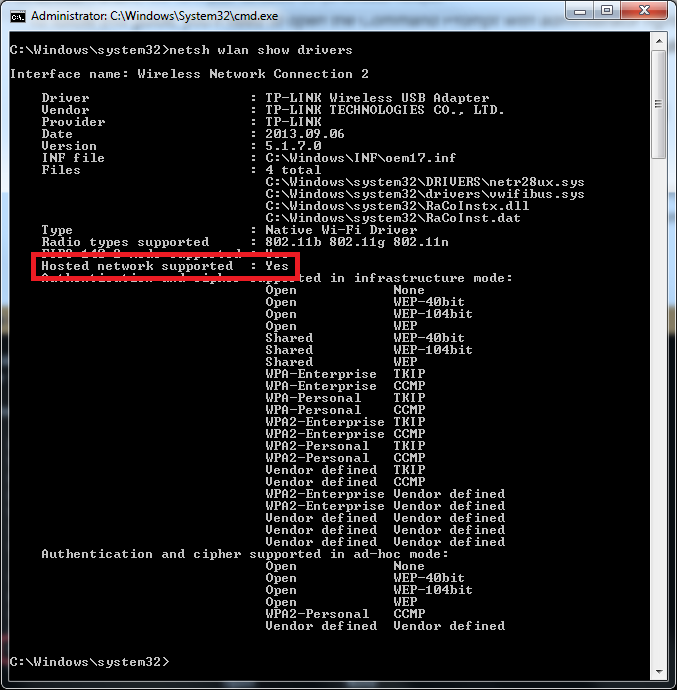 Administrator: C:\Windows\System32\cmd.exe
C:\Windows\system32>netsh wlan show drivers
Interface name: Wireless Network Connection 2
Driver : TP-LINK Wireless USB Adapter
Vendor : TP-LINK TECHNOLOGIES CO., LTD.
Provider : TP-LINK
Date : 2013.09.06
Version : 5.1.7.0
INF file : C:\Windows\INF\oem17.inf
Files : 4 total
C:\Windows\system32\DRIVERS\netr28ux.sys
C:\Windows\system32\drivers\vwifibus.sys
C:\Windows\system32\RaCoInstx.dll
C:\Windows\system32\RaCoInst.dat
Type : Native Wi-Fi Driver
Radio types supported : 802.11b 802.11g 802.11n
Hosted network supported : Yes
Authentication and cipher supported in infrastructure mode:
Open None
Open WEP-40bit
Open WEP-104bit
Open WEP
Shared WEP-40bit
Shared WEP-104bit
Shared WEP
WPA-Enterprise TKIP
WPA-Enterprise CCMP
WPA-Personal TKIP
WPA-Personal CCMP
WPA2-Enterprise TKIP
WPA2-Enterprise CCMP
WPA2-Personal TKIP
WPA2-Personal CCMP
Vendor defined TKIP
Vendor defined CCMP
WPA2-Enterprise Vendor defined
WPA2-Enterprise Vendor defined
Vendor defined Vendor defined
Vendor defined Vendor defined
Vendor defined Vendor defined
Authentication and cipher supported in ad-hoc mode:
Open None
Open WEP-40bit
Open WEP-104bit
Open WEP
WPA2-Personal CCMP
Vendor defined Vendor defined
C:\Windows\system32>